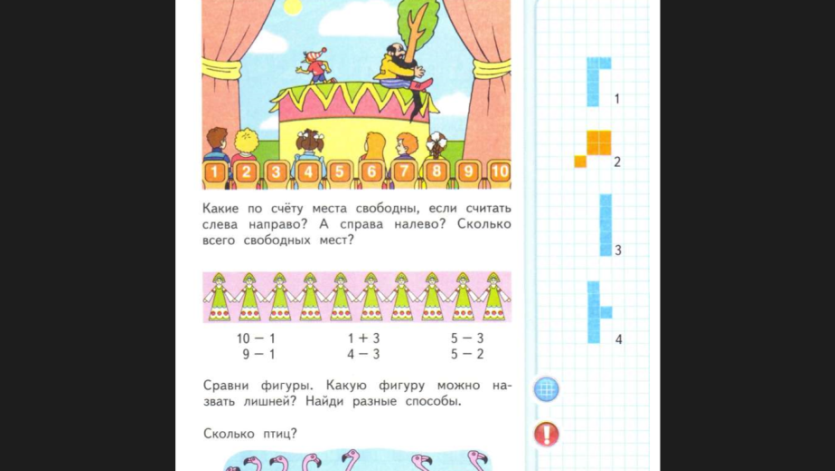 1 2 3 4 5 6 7 8 9 10
Какие по счёту места свободны, если считать
слева направо? А справа налево? Сколько
всего свободных мест?
10 − 1 1 + 3 5 − 3
9 − 1 4 − 3 5 − 2
Сравни фигуры. Какую фигуру можно на-
звать лишней? Найди разные способы.
Сколько птиц?
1
2
3
4